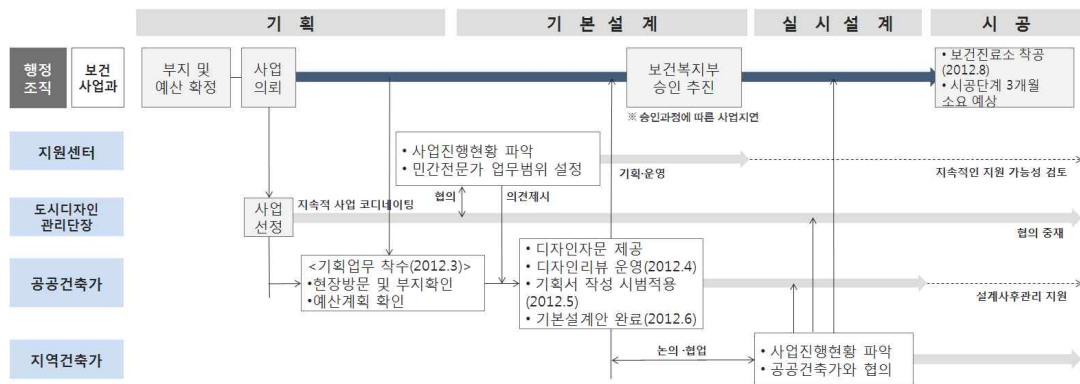 기 획
기 본 설 계
실 시 설 계
시 공
행정
조직
보건
사업과
부지 및
예산 확정
사업
의뢰
보건복지부
승인 추진
※ 승인과정에 따른 사업지연
• 보건진료소 착공
(2012.8)
• 시공단계 3개월
소요 예상
지원센터
• 사업진행현황 파악
• 민간전문가 업무범위 설정
기획·운영
지속적인 지원 가능성 검토
도시디자인
관리단장
사업
선정
지속적 사업 코디네이팅
협의
의견제시
협의 중재
공공건축가
<기획업무 착수(2012.3)>
•현장방문 및 부지확인
•예산계획 확인
• 디자인자문 제공
• 디자인리뷰 운영(2012.4)
• 기획서 작성 시범적용
(2012.5)
• 기본설계안 완료(2012.6)
설계사후관리 지원
지역건축가
논의·협업
• 사업진행현황 파악
• 공공건축가와 협의